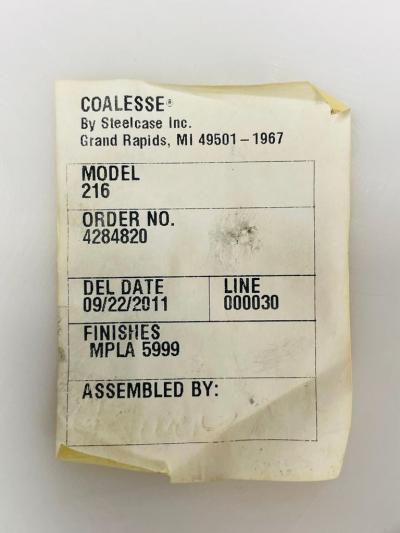 COALESSE®
By Steelcase Inc.
Grand Rapids, MI 49501-1967
MODEL
216
ORDER NO.
4284820
DEL DATE
09/22/2011
LINE
000030
FINISHES
MPLA 5999
ASSEMBLED BY: